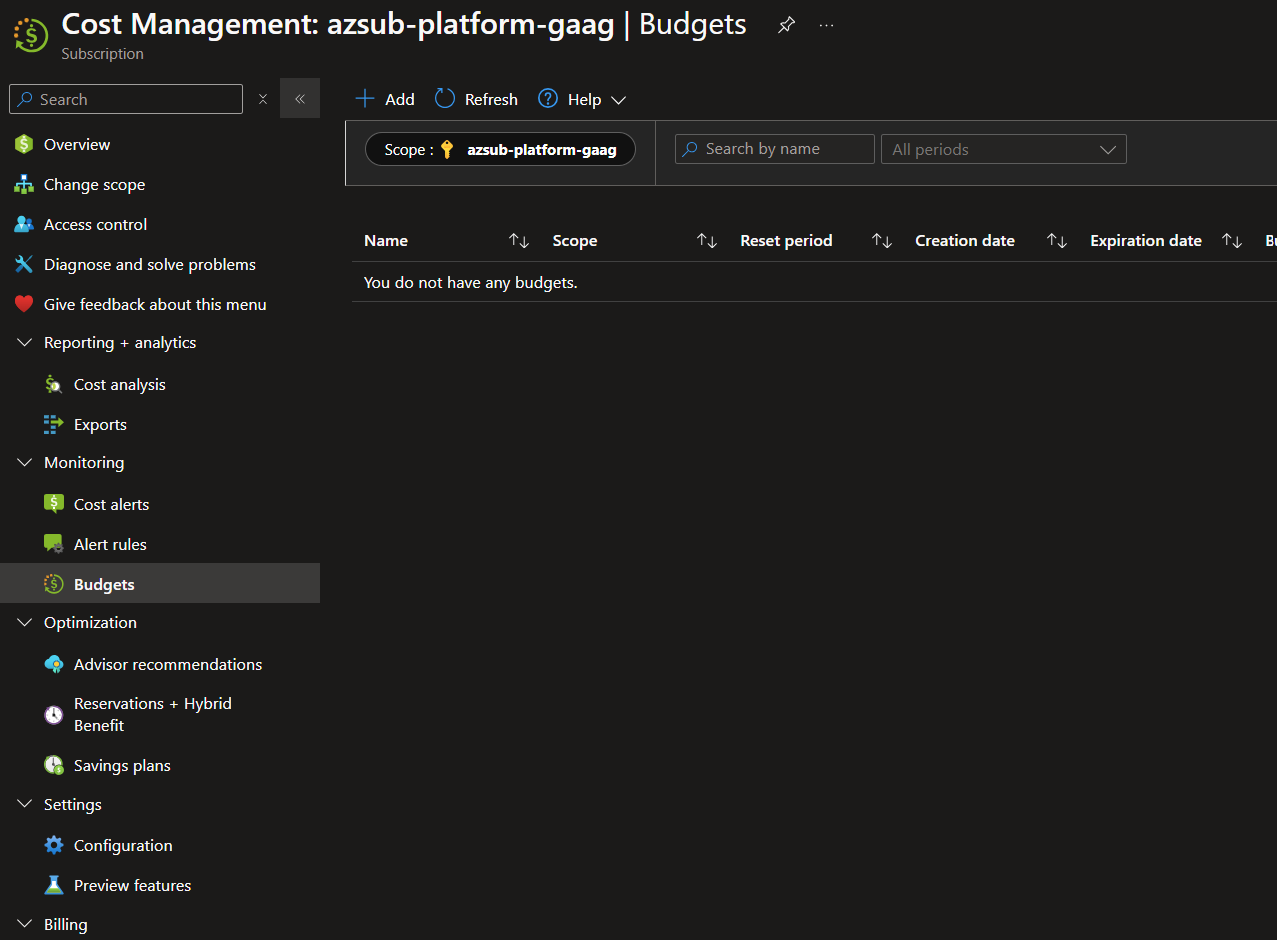 Cost Management: azsub-platform-gaag | Budgets
Subscription
Search
Overview
Change scope
Access control
Diagnose and solve problems
Give feedback about this menu
Reporting + analytics
Cost analysis
Exports
Monitoring
Cost alerts
Alert rules
Budgets
Optimization
Advisor recommendations
Reservations + Hybrid
Benefit
Savings plans
Settings
Configuration
Preview features
Billing
Add Refresh Help
Scope : azsub-platform-gaag Search by name All periods
Name Scope Reset period Creation date Expiration date
You do not have any budgets.